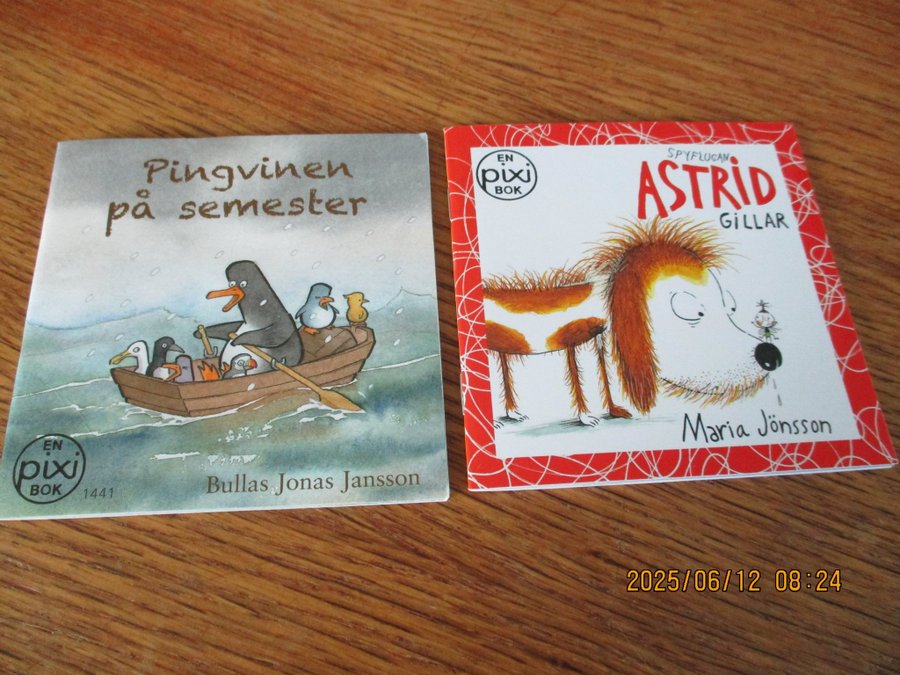 Pingvinen
på semester
EN
pixi
BOK
1441
Bullas Jonas Jansson
EN
pixi
BOK
SPYFLUGAN
ASTRID
GILLAR
Maria Jönsson
2025/06/12 08:24